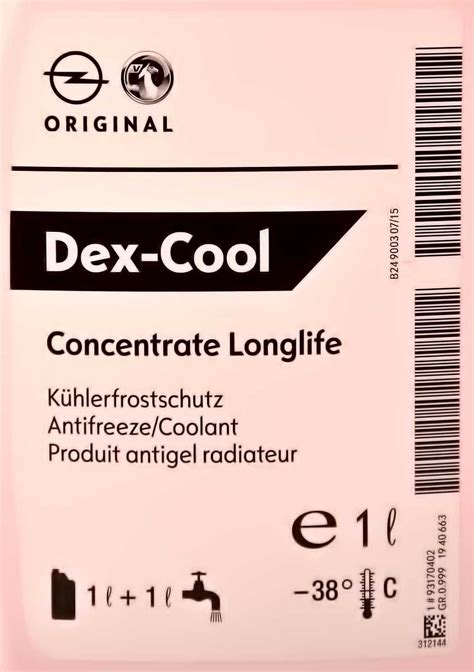 ORIGINAL
Dex-Cool
Concentrate Longlife
Kühlerfrostschutz
Antifreeze/Coolant
Produit antigel radiateur
e 1 ℓ
1 ℓ + 1 ℓ
−38° C
B24 9003 07/15
1 # 93170402
GR.0.999 19 40 663
312144